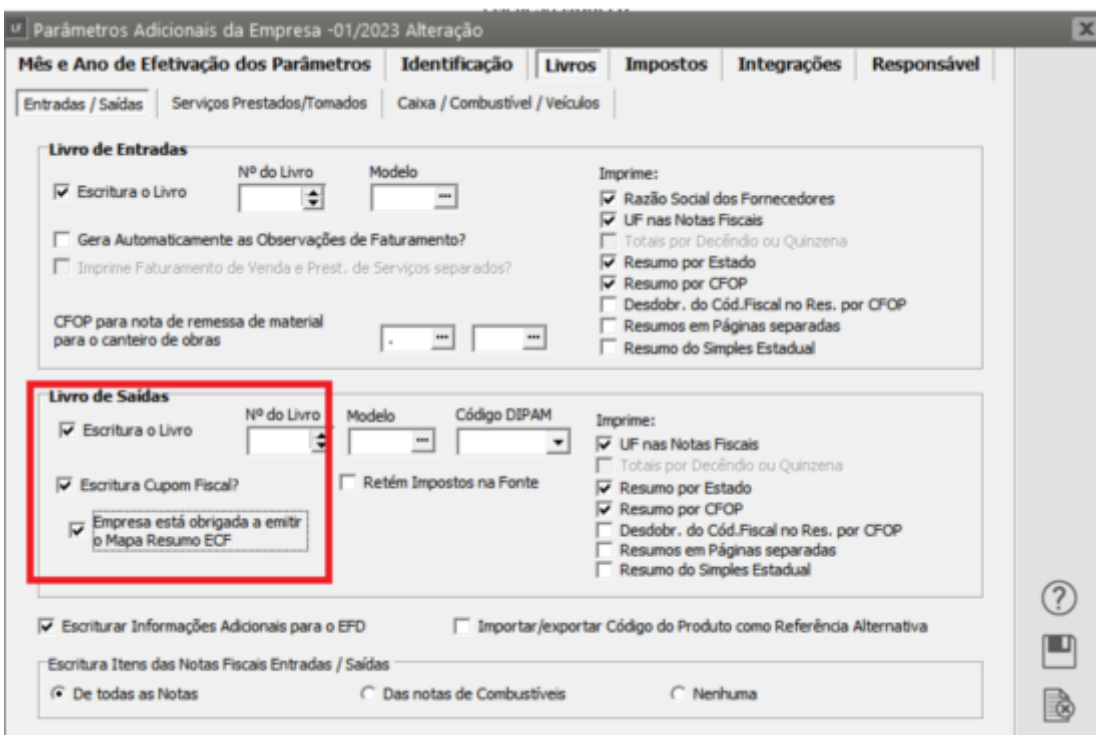 Parâmetros Adicionais da Empresa -01/2023 Alteração
Mês e Ano de Efetivação dos Parâmetros Identificação Livros Impostos Integrações Responsável
Entradas / Saídas Serviços Prestados/Tomados Caixa / Combustível / Veículos
Livro de Entradas
Nº do Livro Modelo
Escritura o Livro
Gera Automaticamente as Observações de Faturamento?
Imprime Faturamento de Venda e Prest. de Serviços separados?
CFOP para nota de remessa de material
para o canteiro de obras
Imprime:
Razão Social dos Fornecedores
UF nas Notas Fiscais
Totais por Decêndio ou Quinzena
Resumo por Estado
Resumo por CFOP
Desdobr. do Cód.Fiscal no Res. por CFOP
Resumos em Páginas separadas
Resumo do Simples Estadual
Livro de Saídas
Nº do Livro Modelo Código DIPAM
Escritura o Livro
Escritura Cupom Fiscal? Retém Impostos na Fonte
Empresa está obrigada a emitir
o Mapa Resumo ECF
Imprime:
UF nas Notas Fiscais
Totais por Decêndio ou Quinzena
Resumo por Estado
Resumo por CFOP
Desdobr. do Cód.Fiscal no Res. por CFOP
Resumos em Páginas separadas
Resumo do Simples Estadual
Escriturar Informações Adicionais para o EFD Importar/exportar Código do Produto como Referência Alternativa
Escritura Itens das Notas Fiscais Entradas / Saídas
De todas as Notas Das notas de Combustíveis Nenhuma